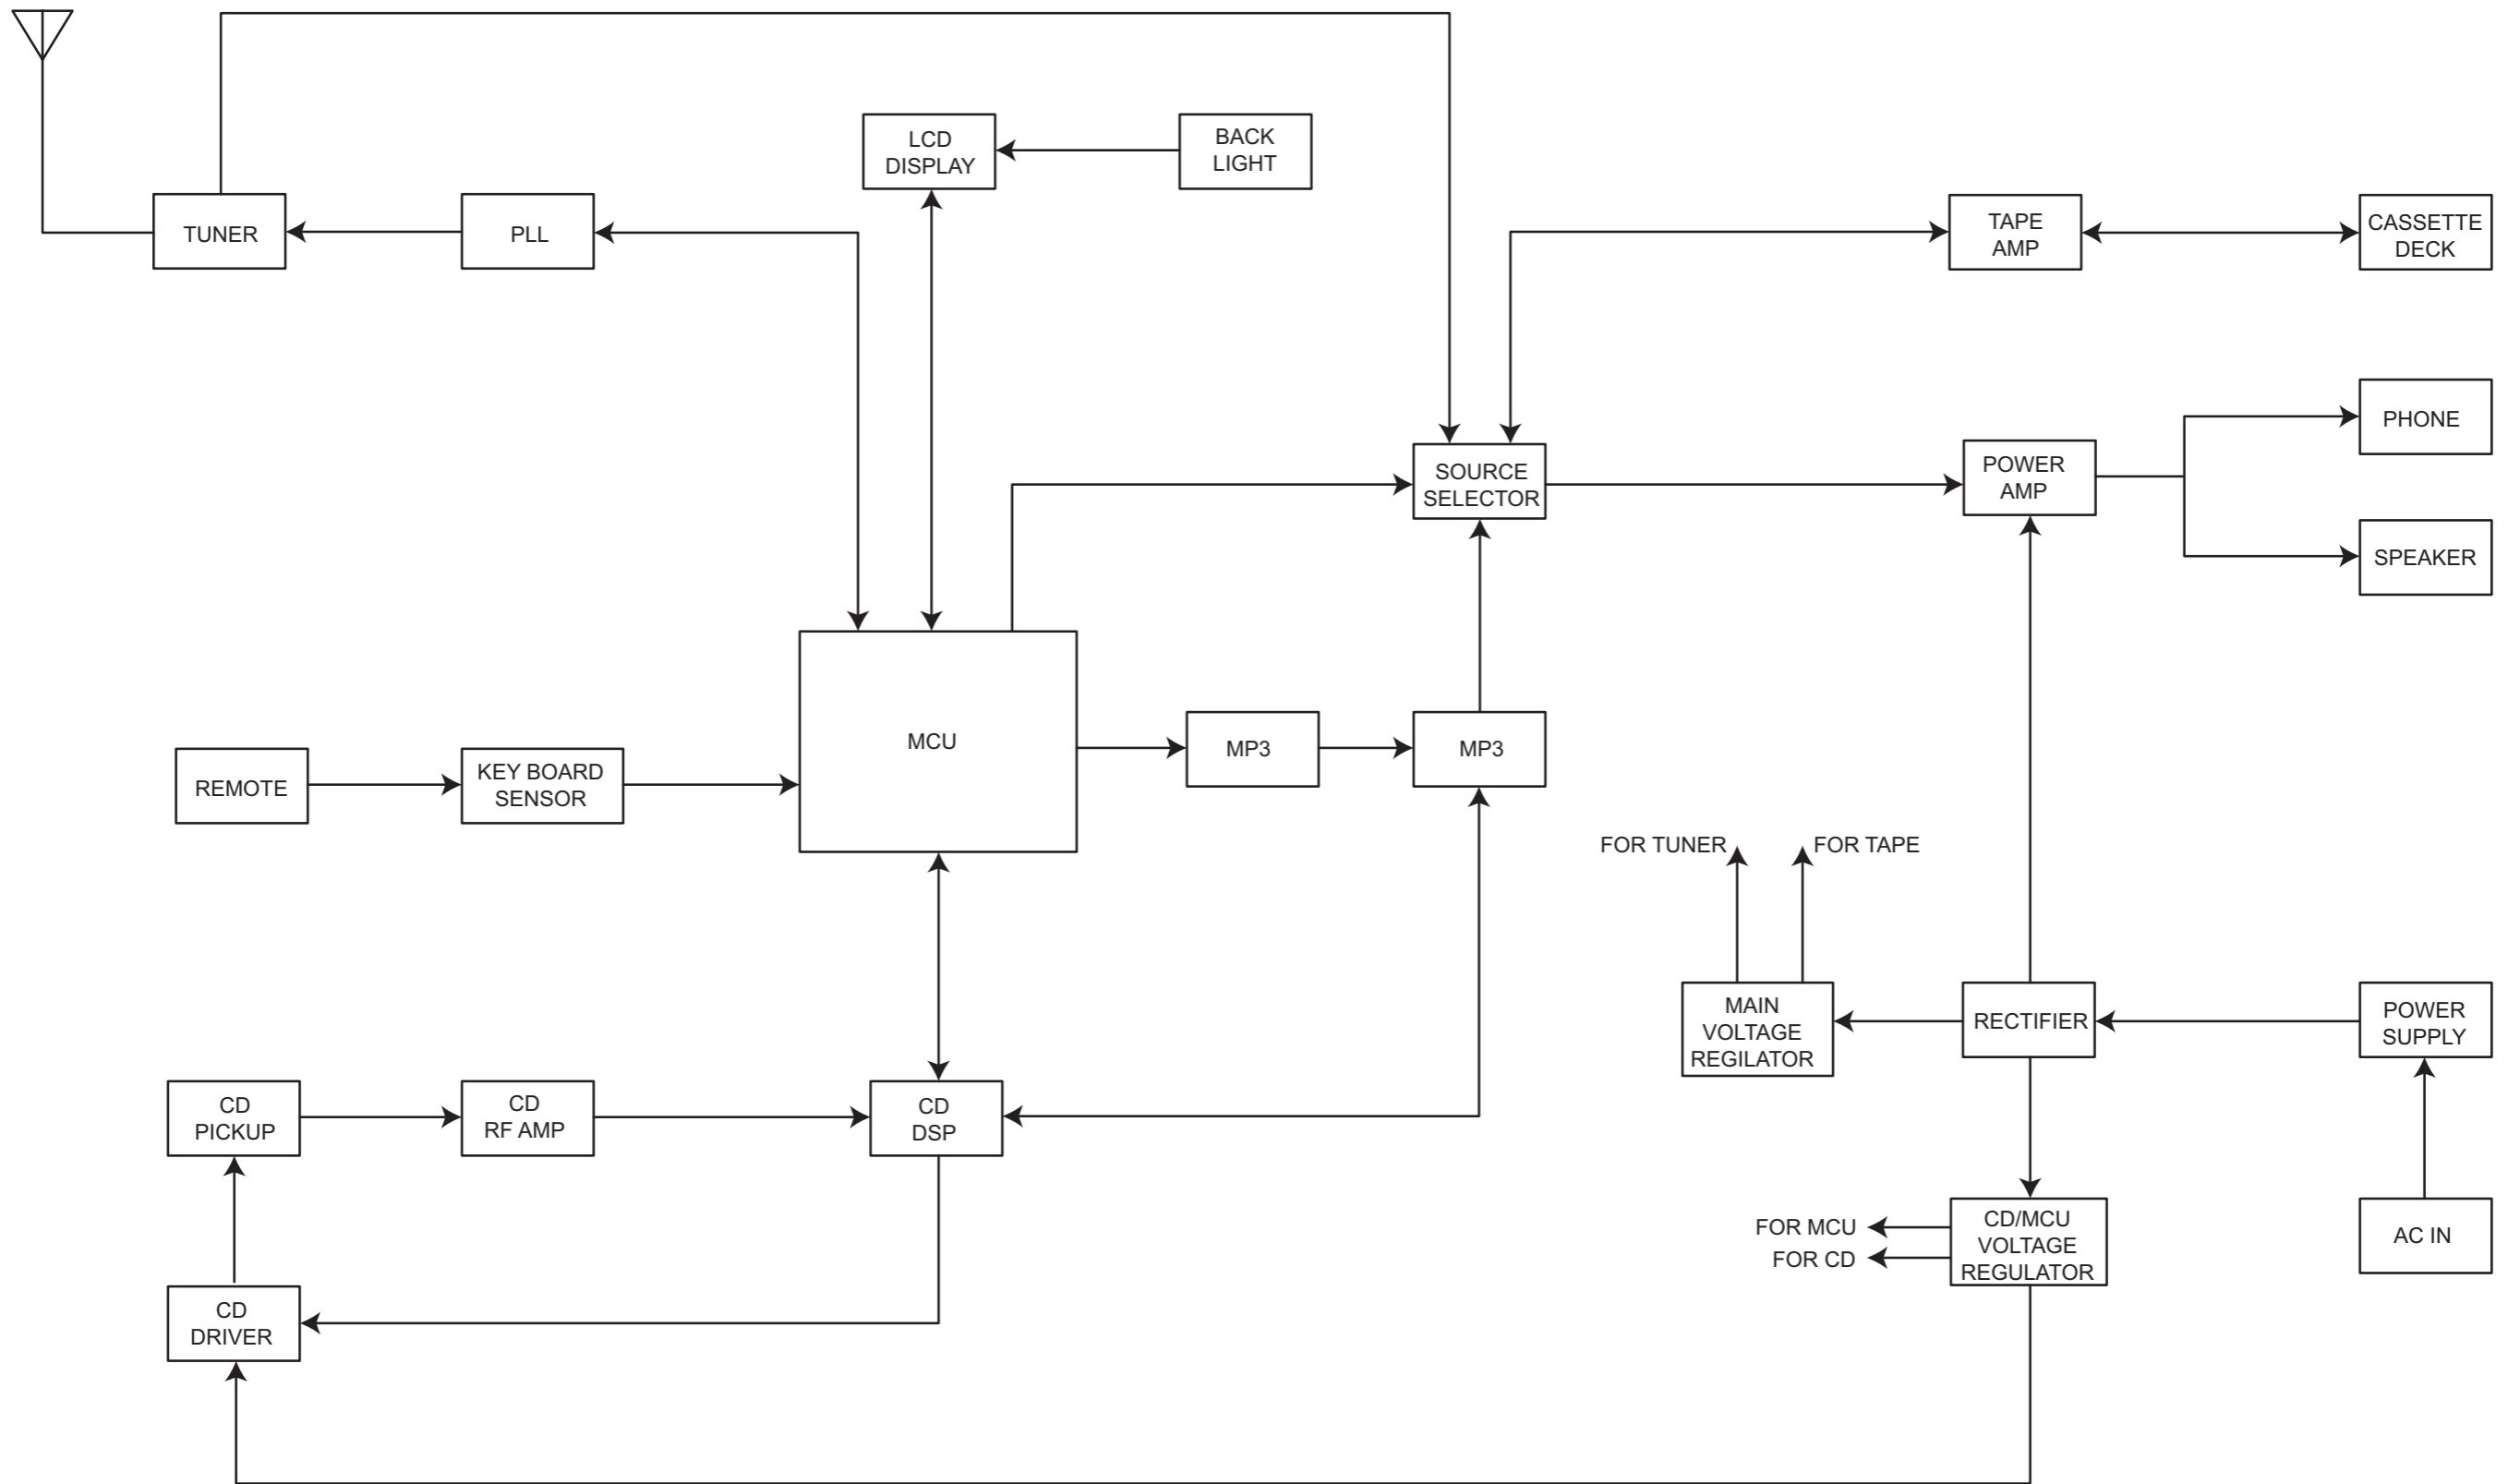 LCD
DISPLAY
BACK
LIGHT
TUNER
PLL
TAPE
AMP
CASSETTE
DECK
PHONE
SOURCE
SELECTOR
POWER
AMP
SPEAKER
MCU
MP3
MP3
REMOTE
KEY BOARD
SENSOR
FOR TUNER
FOR TAPE
MAIN
VOLTAGE
REGILATOR
RECTIFIER
POWER
SUPPLY
CD
PICKUP
CD
RF AMP
CD
DSP
FOR MCU
FOR CD
CD/MCU
VOLTAGE
REGULATOR
AC IN
CD
DRIVER